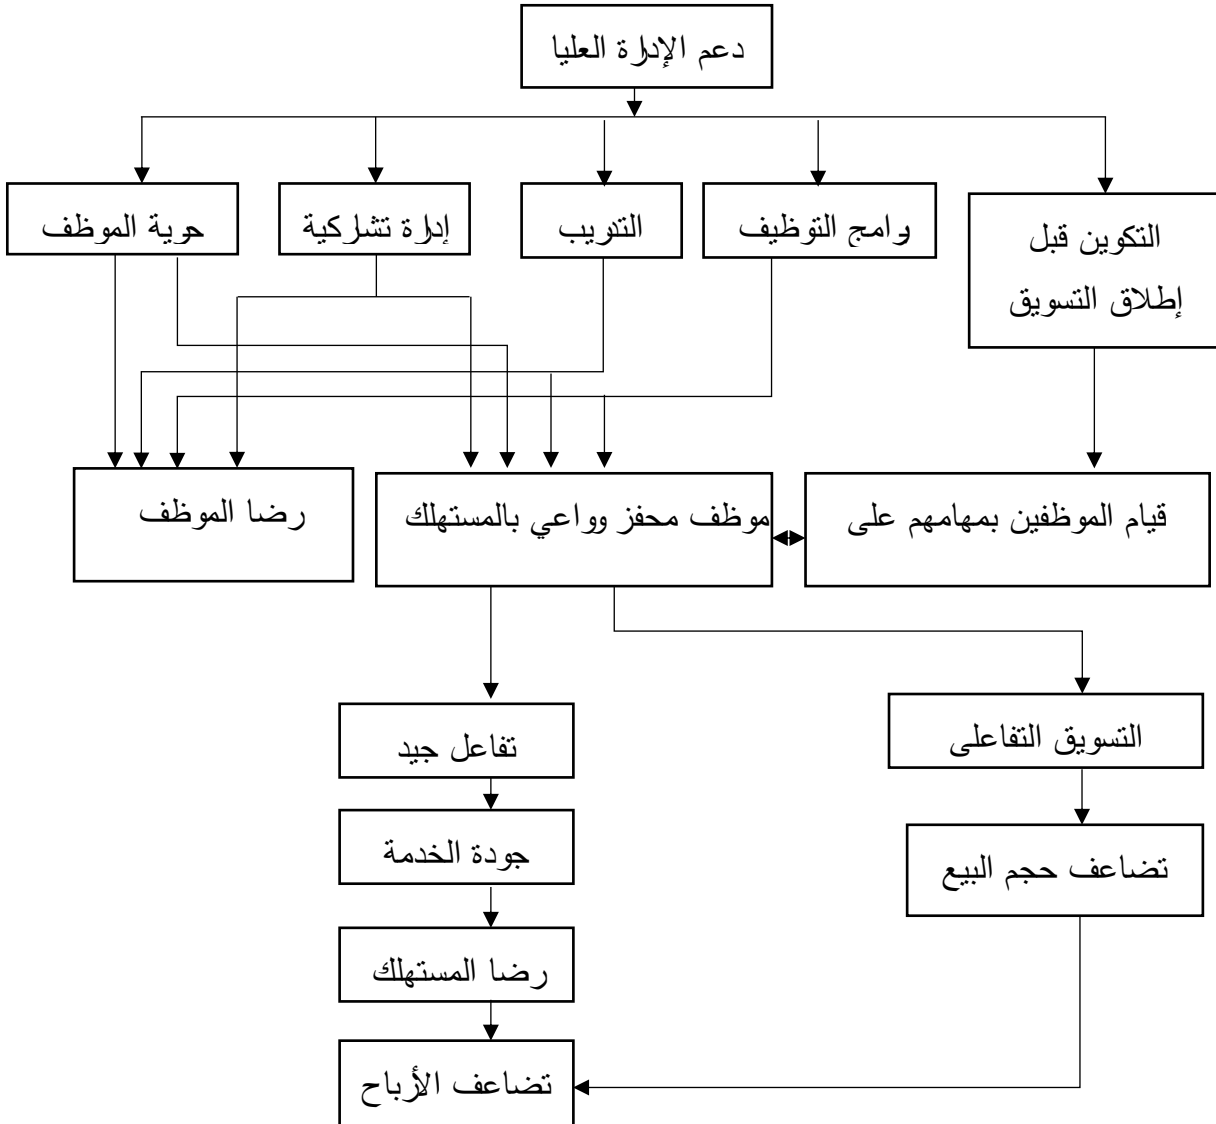 دعم الإدارة العليا
التكوين قبل
إطلاق التسويق
برامج التوظيف
التدريب
إدارة تشاركية
حرية الموظف
قيام الموظفين بمهامهم على
موظف محفز وواعي بالمستهلك
رضا الموظف
التسويق التفاعلي
تفاعل جيد
تضاعف حجم البيع
جودة الخدمة
رضا المستهلك
تضاعف الأرباح